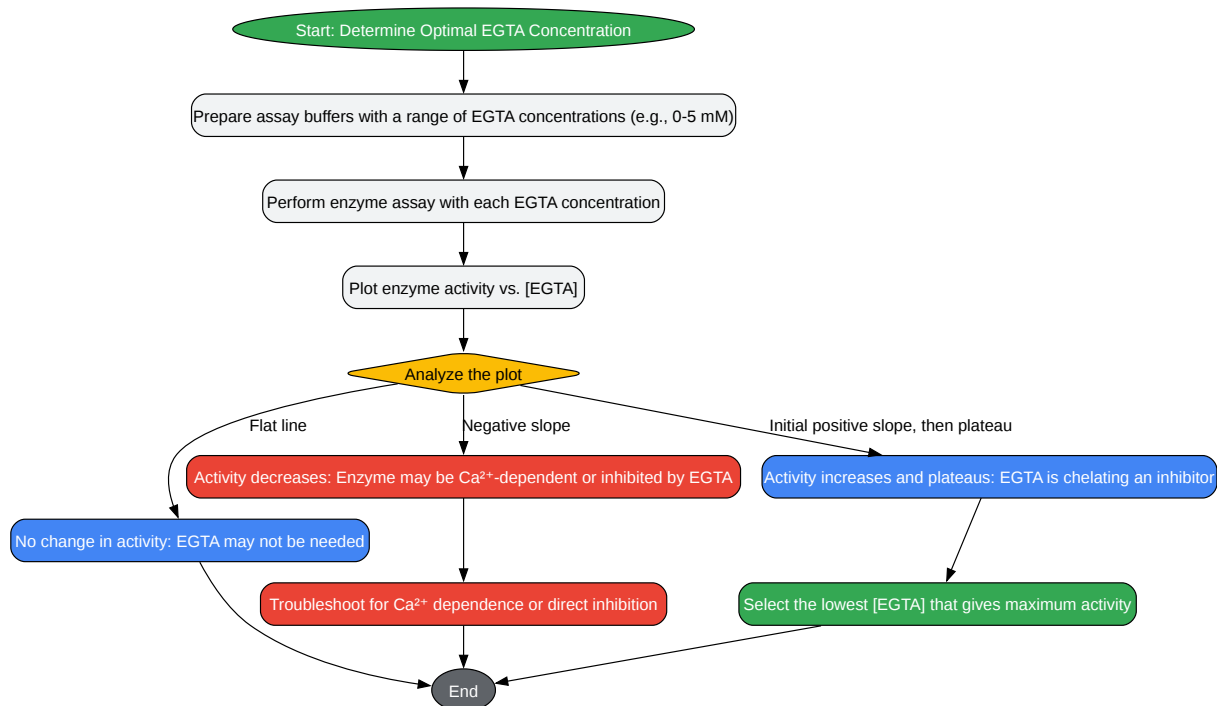 Start: Determine Optimal EGTA Concentration
Prepare assay buffers with a range of EGTA concentrations (e.g., 0-5 mM)
Perform enzyme assay with each EGTA concentration
Plot enzyme activity vs. [EGTA]
Analyze the plot
Flat line
Negative slope
Initial positive slope, then plateau
Activity decreases: Enzyme may be Ca²⁺-dependent or inhibited by EGTA
Activity increases and plateaus: EGTA is chelating an inhibitor
No change in activity: EGTA may not be needed
Troubleshoot for Ca²⁺ dependence or direct inhibition
Select the lowest [EGTA] that gives maximum activity
End